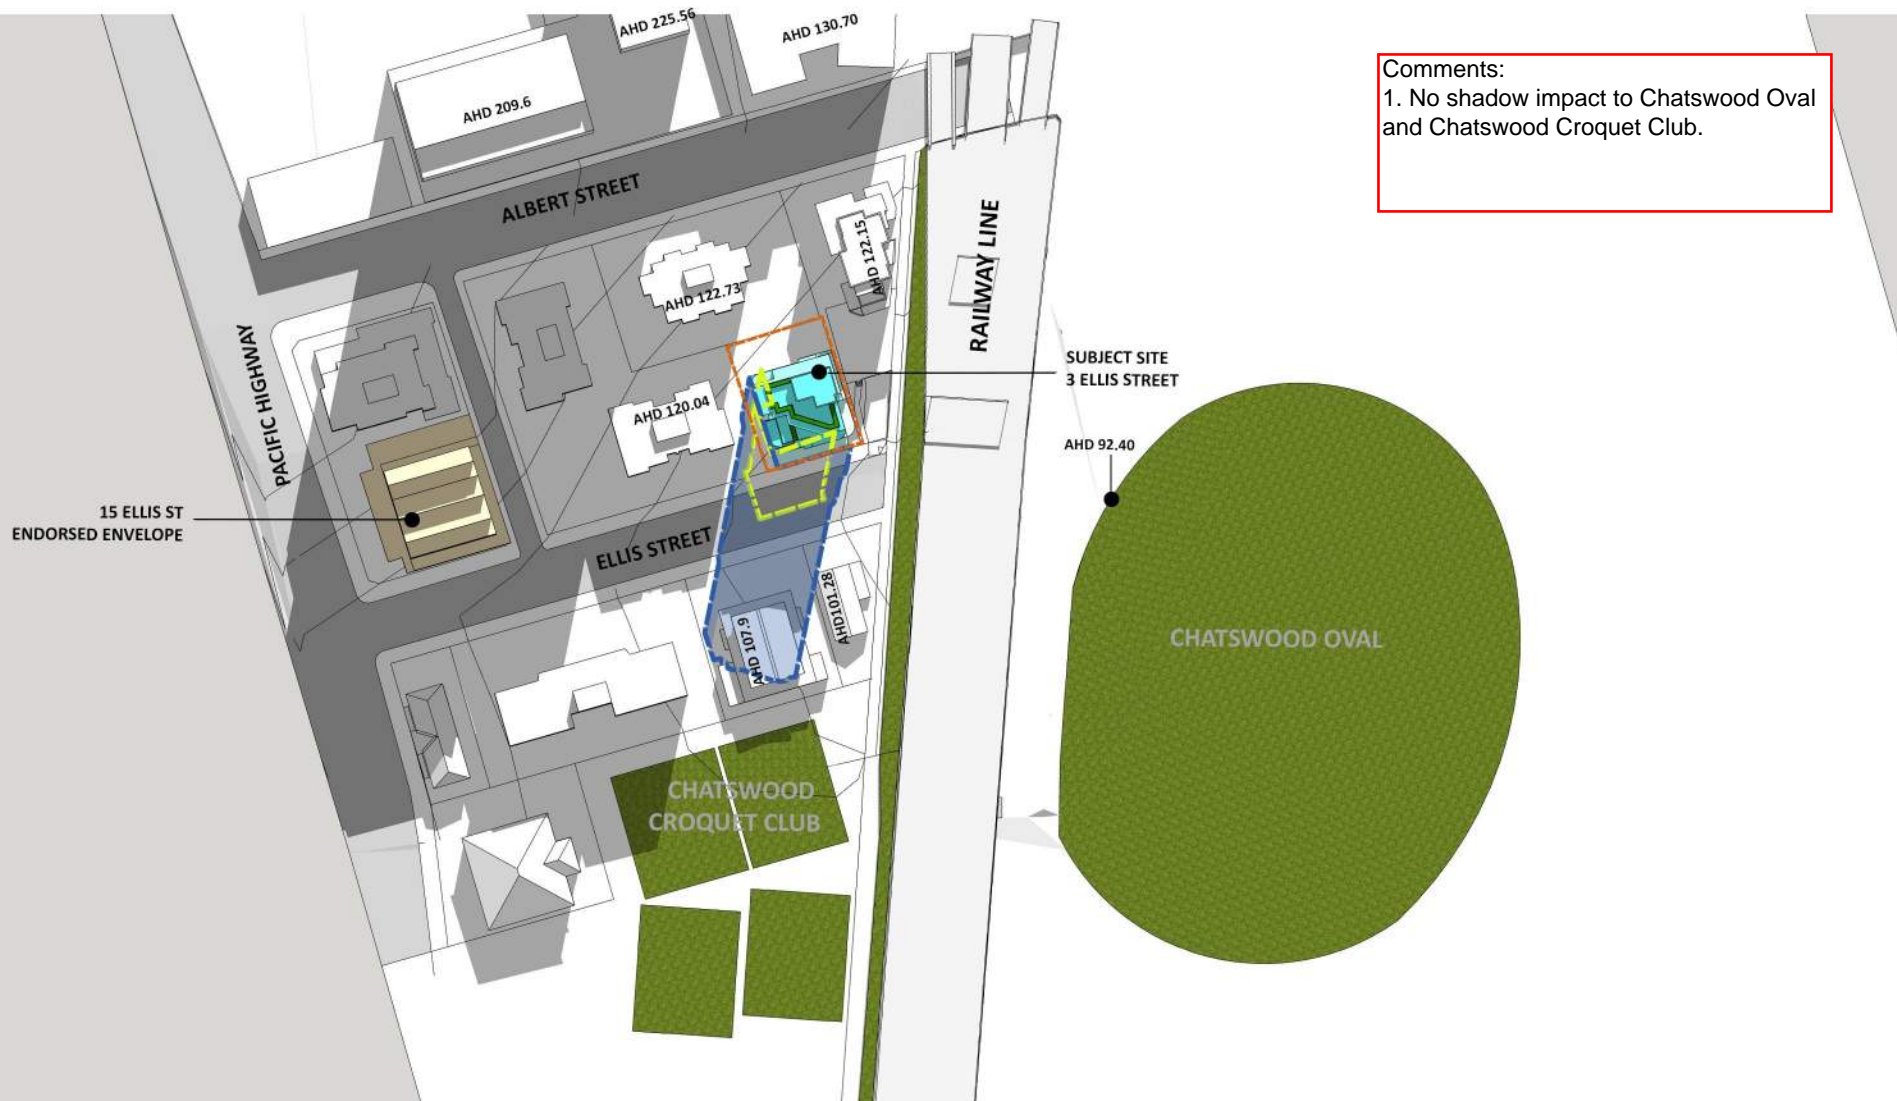 AHD 225.56
AHD 130.70
Comments:
1. No shadow impact to Chatswood Oval
and Chatswood Croquet Club.
AHD 209.6
ALBERT STREET
AHD 122.15
RAILWAY LINE
AHD 122.73
PACIFIC HIGHWAY
SUBJECT SITE
3 ELLIS STREET
AHD 120.04
AHD 92.40
15 ELLIS ST
ENDORSED ENVELOPE
ELLIS STREET
AHD101.28
AHD 107.9
CHATSWOOD OVAL
CHATSWOOD
CROQUET CLUB